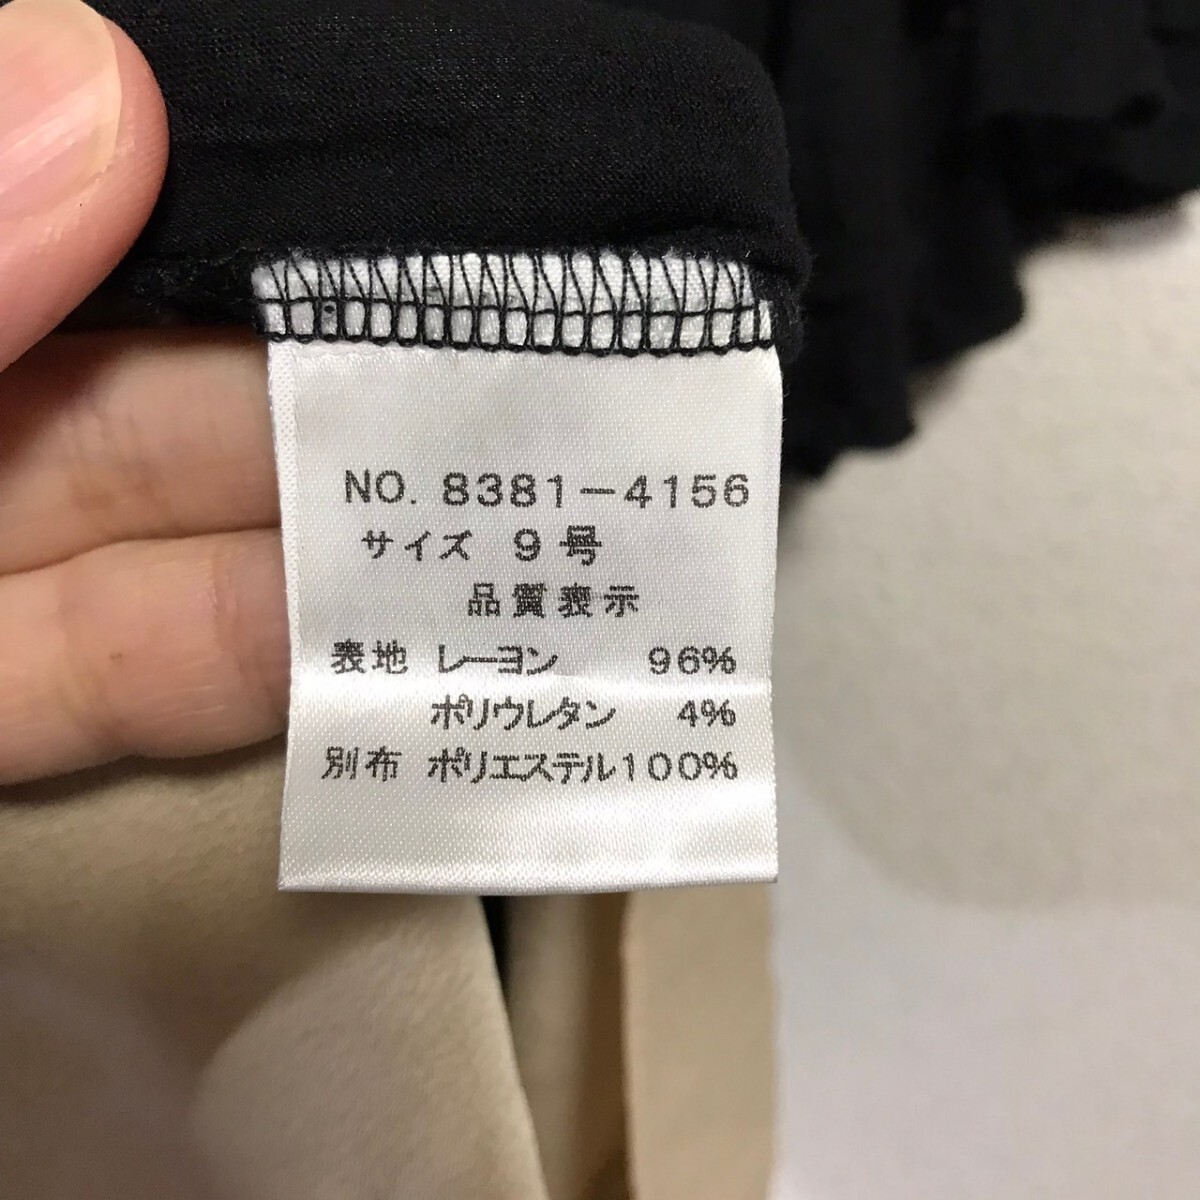 NO. 8381-4156
サイズ 9号
品質表示
表地 レーヨン 96%
ポリウレタン 4%
別布 ポリエステル100%